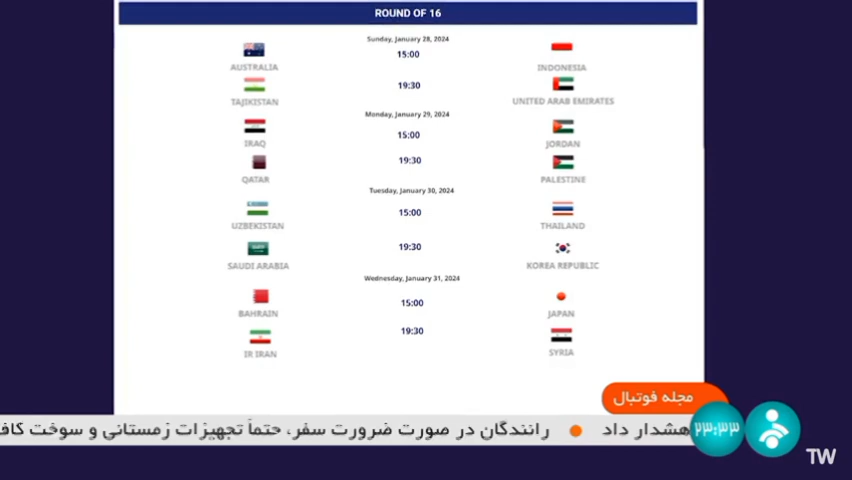 ROUND OF 16
Sunday, January 28, 2024
AUSTRALIA 15:00 INDONESIA
TAJIKISTAN 19:30 UNITED ARAB EMIRATES
Monday, January 29, 2024
IRAQ 15:00 JORDAN
QATAR 19:30 PALESTINE
Tuesday, January 30, 2024
UZBEKISTAN 15:00 THAILAND
SAUDI ARABIA 19:30 KOREA REPUBLIC
Wednesday, January 31, 2024
BAHRAIN 15:00 JAPAN
IR IRAN 19:30 SYRIA
مجله فوتبال
۲۳:۳۳
هشدار داد ● رانندگان در صورت ضرورت سفر، حتماً تجهیزات زمستانی و سوخت
TW